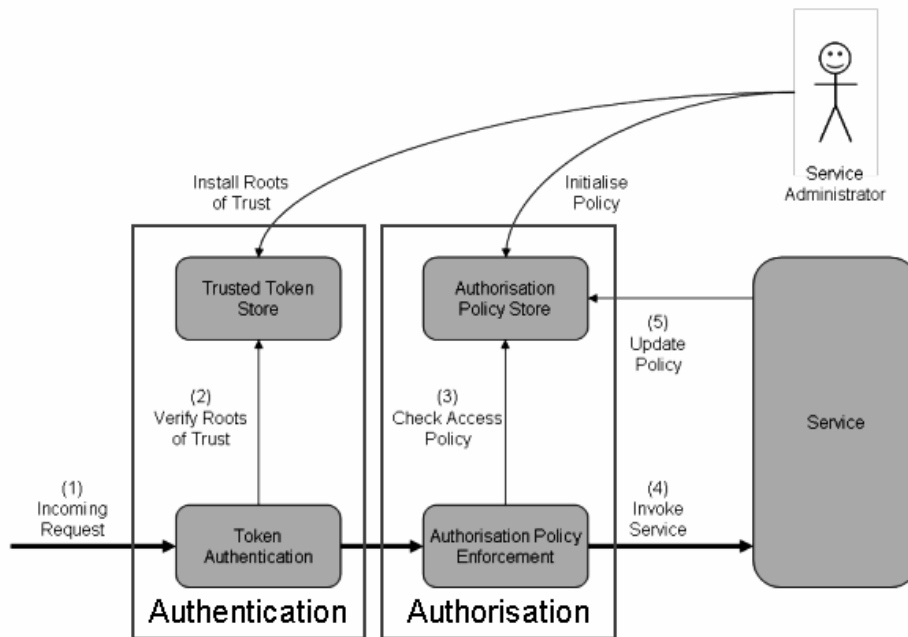 Service
Administrator
Install Roots
of Trust
Initialise
Policy
Trusted Token
Store
Authorisation
Policy Store
(5)
Update
Policy
(2)
Verify Roots
of Trust
(3)
Check Access
Policy
Service
(1)
Incoming
Request
Token
Authentication
Authorisation Policy
Enforcement
(4)
Invoke
Service
Authentication
Authorisation